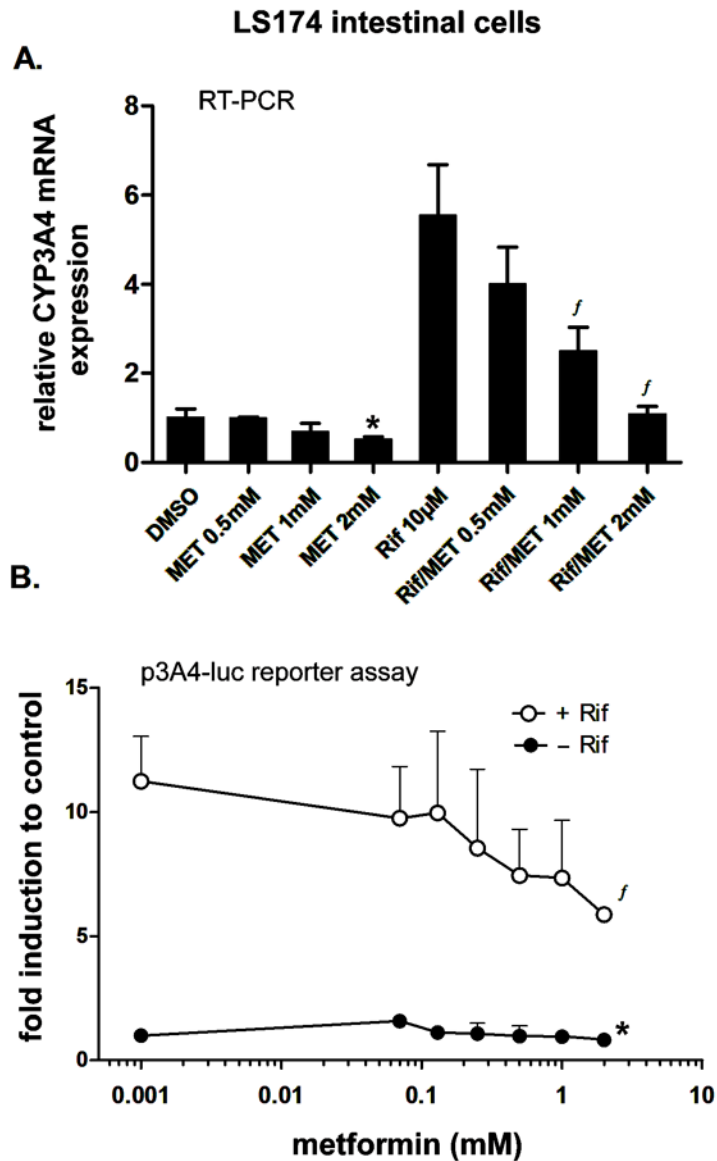 LS174 intestinal cells
A.
RT-PCR
relative CYP3A4 mRNA
expression
8
6
4
2
0
*
f
f
DMSO
MET 0.5mM
MET 1mM
MET 2mM
Rif 10µM
Rif/MET 0.5mM
Rif/MET 1mM
Rif/MET 2mM
B.
p3A4-luc reporter assay
fold induction to control
15
10
5
0
+ Rif
– Rif
f
*
0.001
0.01
0.1
1
10
metformin (mM)